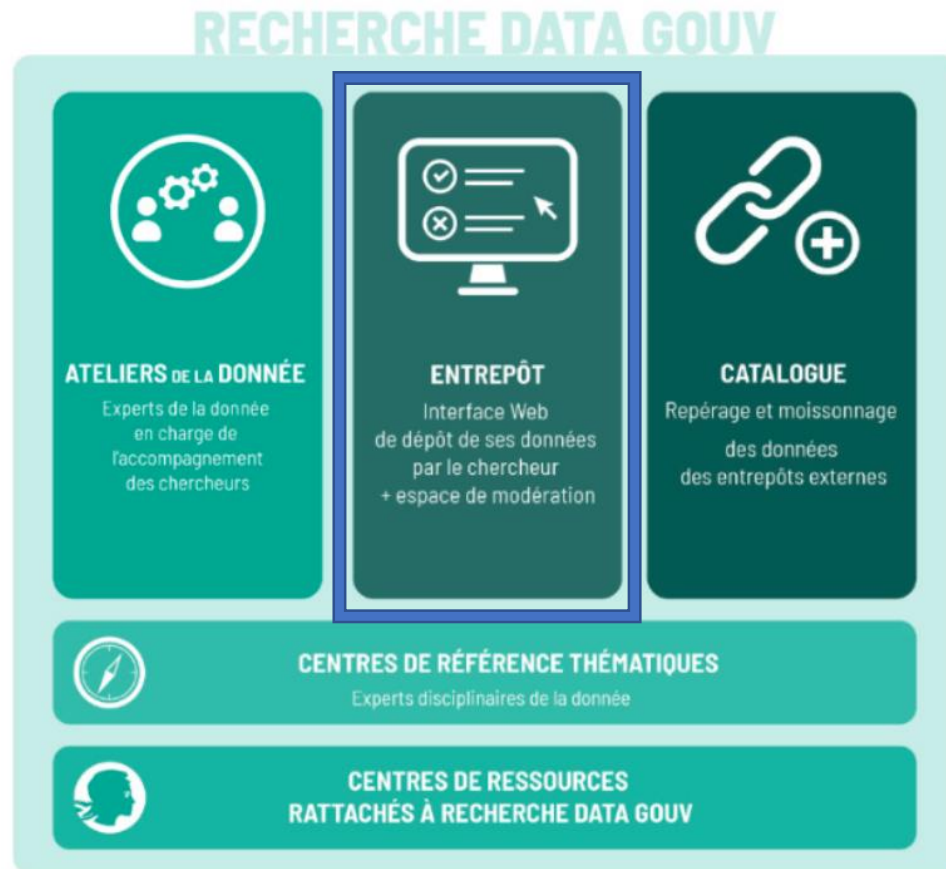 RECHERCHE DATA GOUV
ATELIERS DE LA DONNÉE
Experts de la donnée
en charge de
l'accompagnement
des chercheurs
ENTREPÔT
Interface Web
de dépôt de ses données
par le chercheur
+ espace de modération
CATALOGUE
Repérage et moissonnage
des données
des entrepôts externes
CENTRES DE RÉFÉRENCE THÉMATIQUES
Experts disciplinaires de la donnée
CENTRES DE RESSOURCES
RATTACHÉS À RECHERCHE DATA GOUV